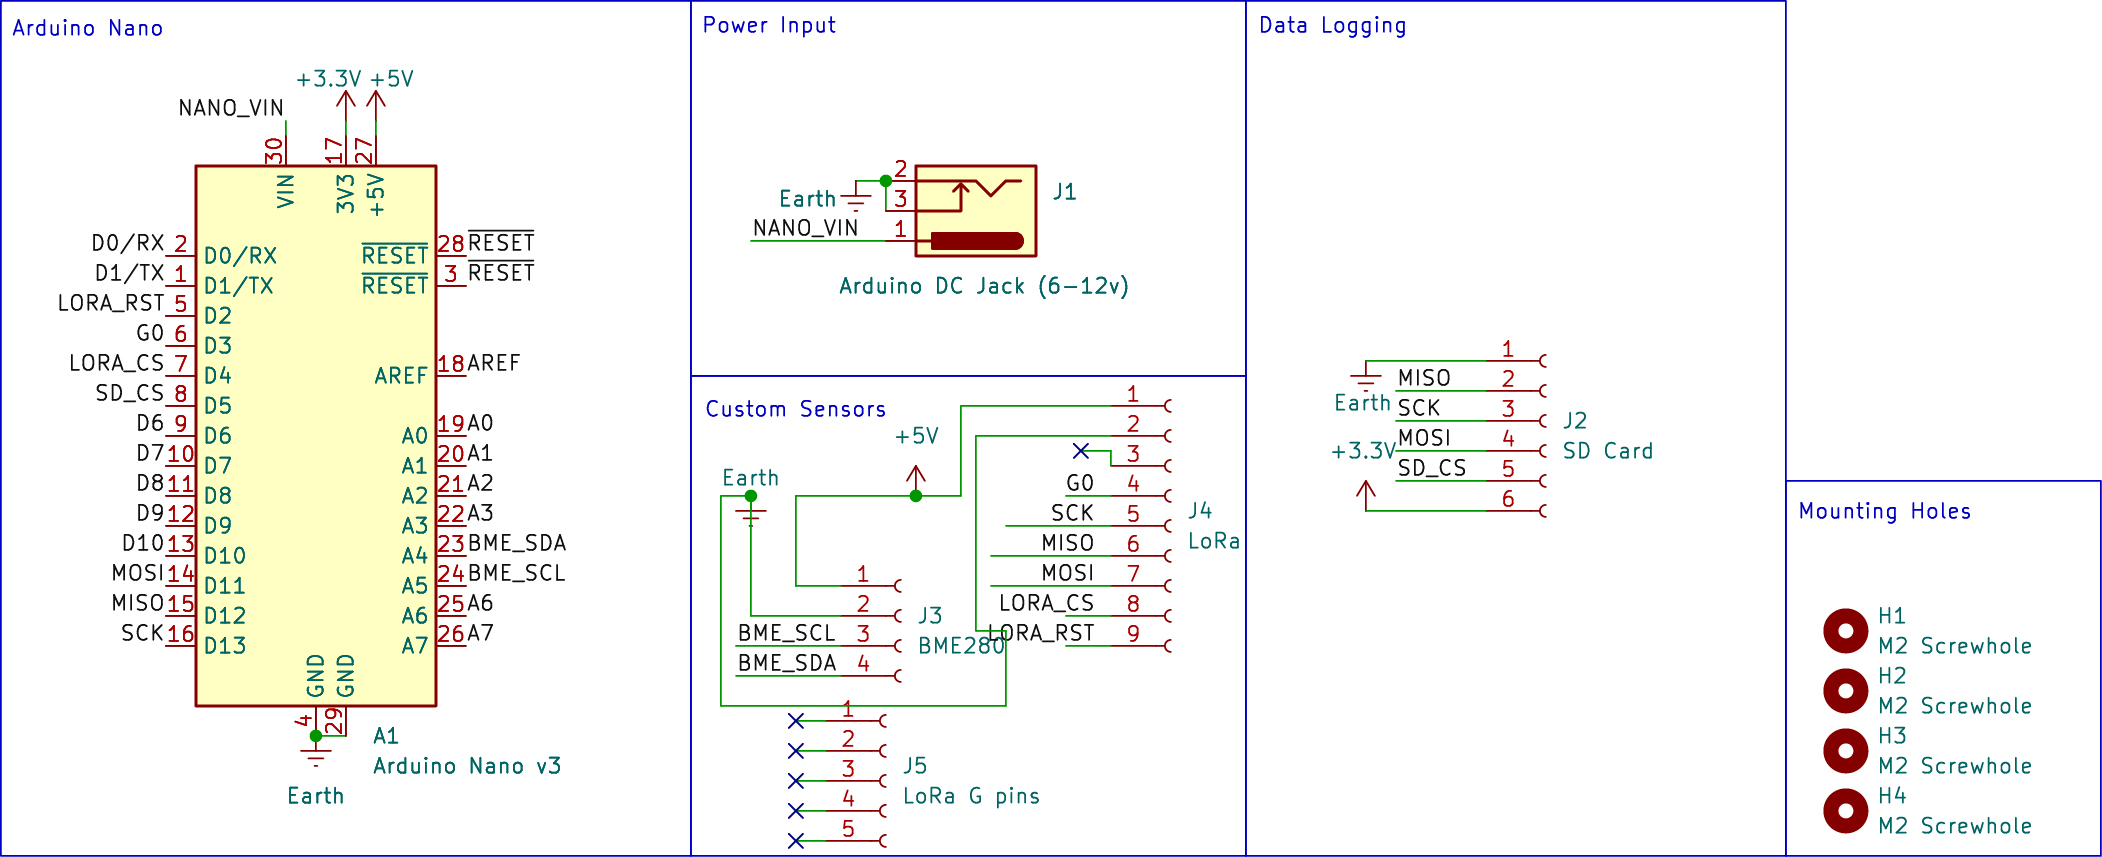 Arduino Nano
+3.3V +5V
NANO_VIN
30 17 27
VIN 3V3 +5V
D0/RX 2 D0/RX RESET 28 RESET
D1/TX 1 D1/TX RESET 3 RESET
LORA_RST 5 D2
G0 6 D3
LORA_CS 7 D4 AREF 18 AREF
SD_CS 8 D5
D6 9 D6 A0 19 A0
D7 10 D7 A1 20 A1
D8 11 D8 A2 21 A2
D9 12 D9 A3 22 A3
D10 13 D10 A4 23 BME_SDA
MOSI 14 D11 A5 24 BME_SCL
MISO 15 D12 A6 25 A6
SCK 16 D13 A7 26 A7
GND GND
4 29
A1
Arduino Nano v3
Earth
Power Input
2
Earth 3 J1
NANO_VIN 1
Arduino DC Jack (6-12v)
Custom Sensors
+5V
Earth
1
2
3
G0 4
SCK 5 J4
MISO 6 LoRa
MOSI 7
LORA_CS 8
LORA_RST 9
1
2 J3
BME_SCL 3 BME280
BME_SDA 4
1
2
3 J5
4 LoRa G pins
5
Data Logging
1
MISO 2
Earth SCK 3 J2
+3.3V MOSI 4 SD Card
SD_CS 5
6
Mounting Holes
H1
M2 Screwhole
H2
M2 Screwhole
H3
M2 Screwhole
H4
M2 Screwhole